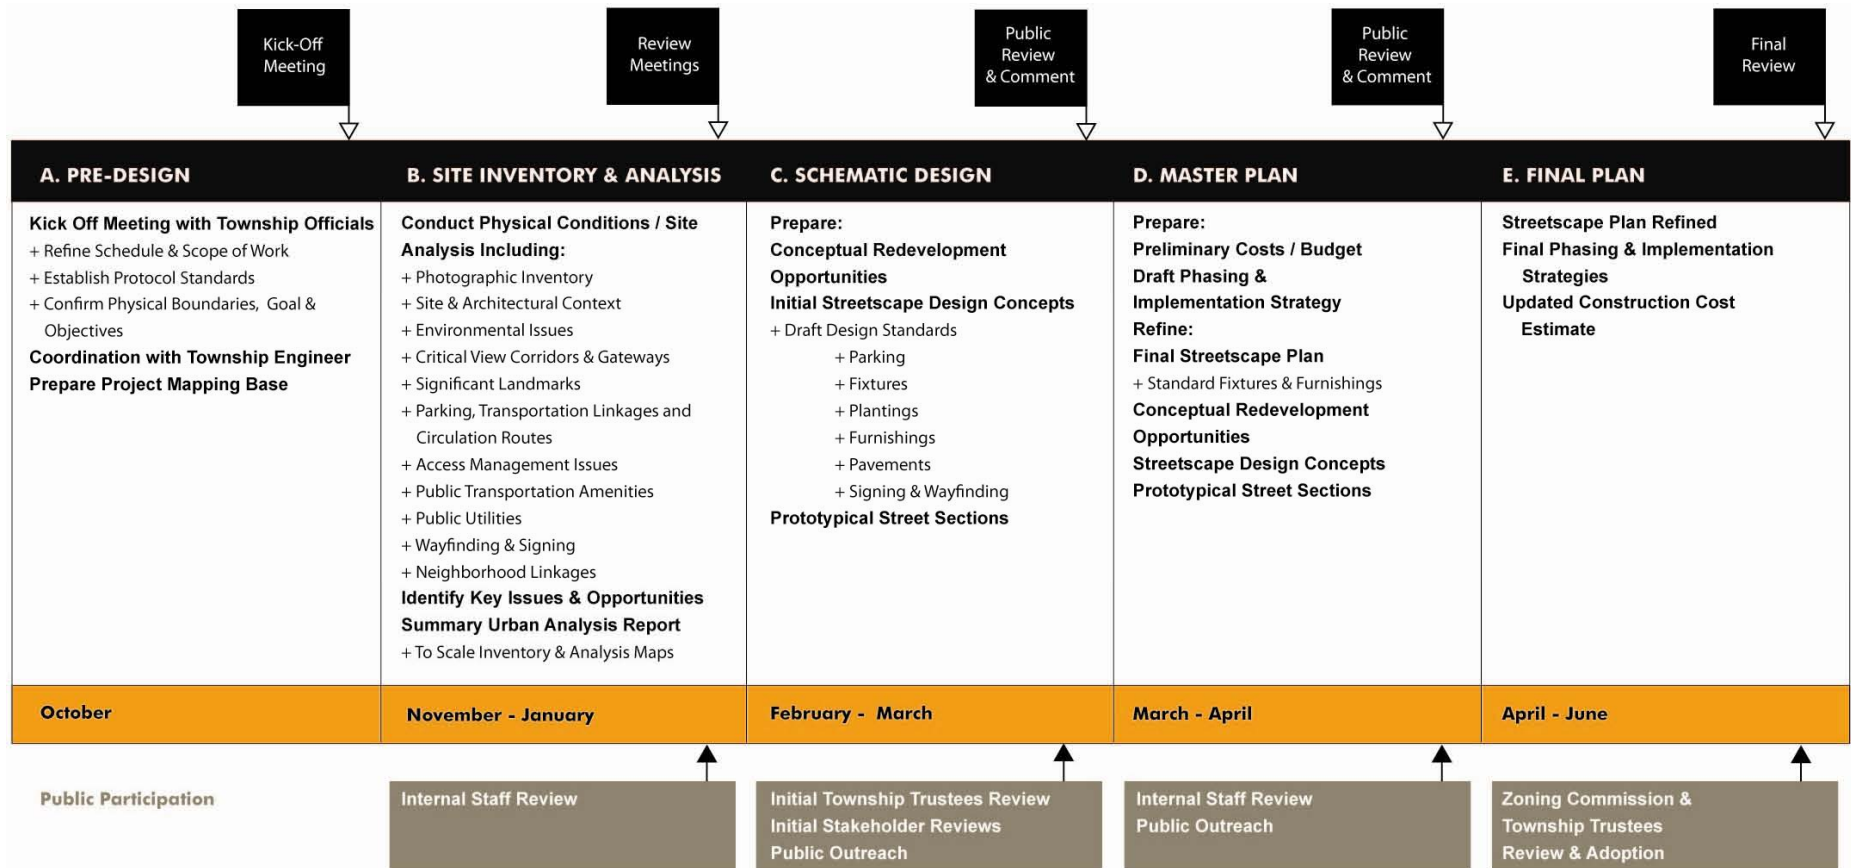 Kick-Off
Meeting
Review
Meetings
Public
Review
& Comment
Public
Review
& Comment
Final
Review
A. PRE-DESIGN
Kick Off Meeting with Township Officials
+ Refine Schedule & Scope of Work
+ Establish Protocol Standards
+ Confirm Physical Boundaries, Goal &
Objectives
Coordination with Township Engineer
Prepare Project Mapping Base
October
B. SITE INVENTORY & ANALYSIS
Conduct Physical Conditions / Site
Analysis Including:
+ Photographic Inventory
+ Site & Architectural Context
+ Environmental Issues
+ Critical View Corridors & Gateways
+ Significant Landmarks
+ Parking, Transportation Linkages and
Circulation Routes
+ Access Management Issues
+ Public Transportation Amenities
+ Public Utilities
+ Wayfinding & Signing
+ Neighborhood Linkages
Identify Key Issues & Opportunities
Summary Urban Analysis Report
+ To Scale Inventory & Analysis Maps
November - January
C. SCHEMATIC DESIGN
Prepare:
Conceptual Redevelopment
Opportunities
Initial Streetscape Design Concepts
+ Draft Design Standards
+ Parking
+ Fixtures
+ Plantings
+ Furnishings
+ Pavements
+ Signing & Wayfinding
Prototypical Street Sections
February - March
D. MASTER PLAN
Prepare:
Preliminary Costs / Budget
Draft Phasing &
Implementation Strategy
Refine:
Final Streetscape Plan
+ Standard Fixtures & Furnishings
Conceptual Redevelopment
Opportunities
Streetscape Design Concepts
Prototypical Street Sections
March - April
E. FINAL PLAN
Streetscape Plan Refined
Final Phasing & Implementation
Strategies
Updated Construction Cost
Estimate
April - June
Public Participation
Internal Staff Review
Initial Township Trustees Review
Initial Stakeholder Reviews
Public Outreach
Internal Staff Review
Public Outreach
Zoning Commission &
Township Trustees
Review & Adoption